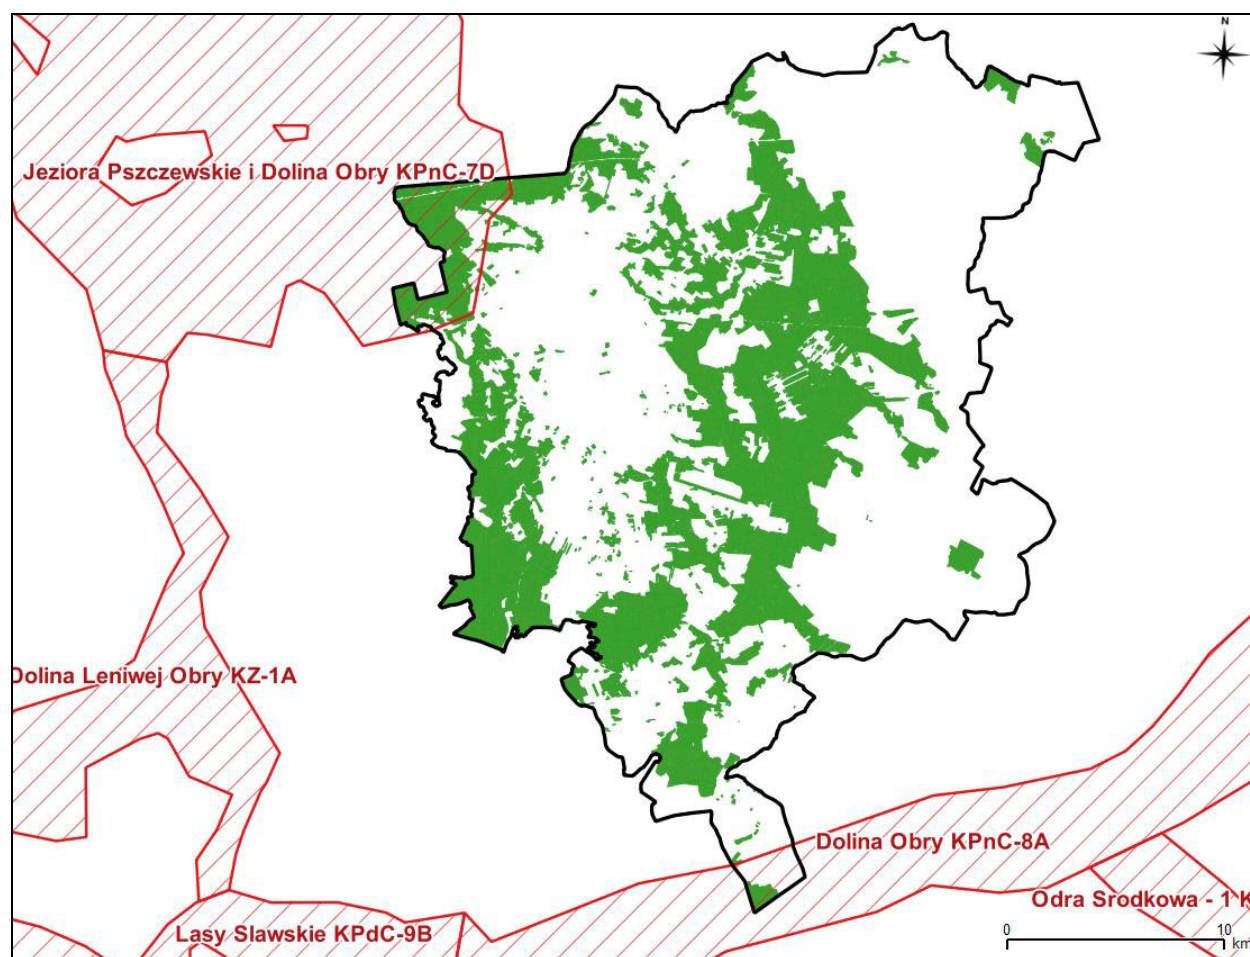 N
Jeziora Pszczewskie i Dolina Obry KPnC-7D
Dolina Leniwej Obry KZ-1A
Dolina Obry KPnC-8A
Odra Srodkowa - 1 K
Lasy Slawskie KPdC-9B
0 10
km